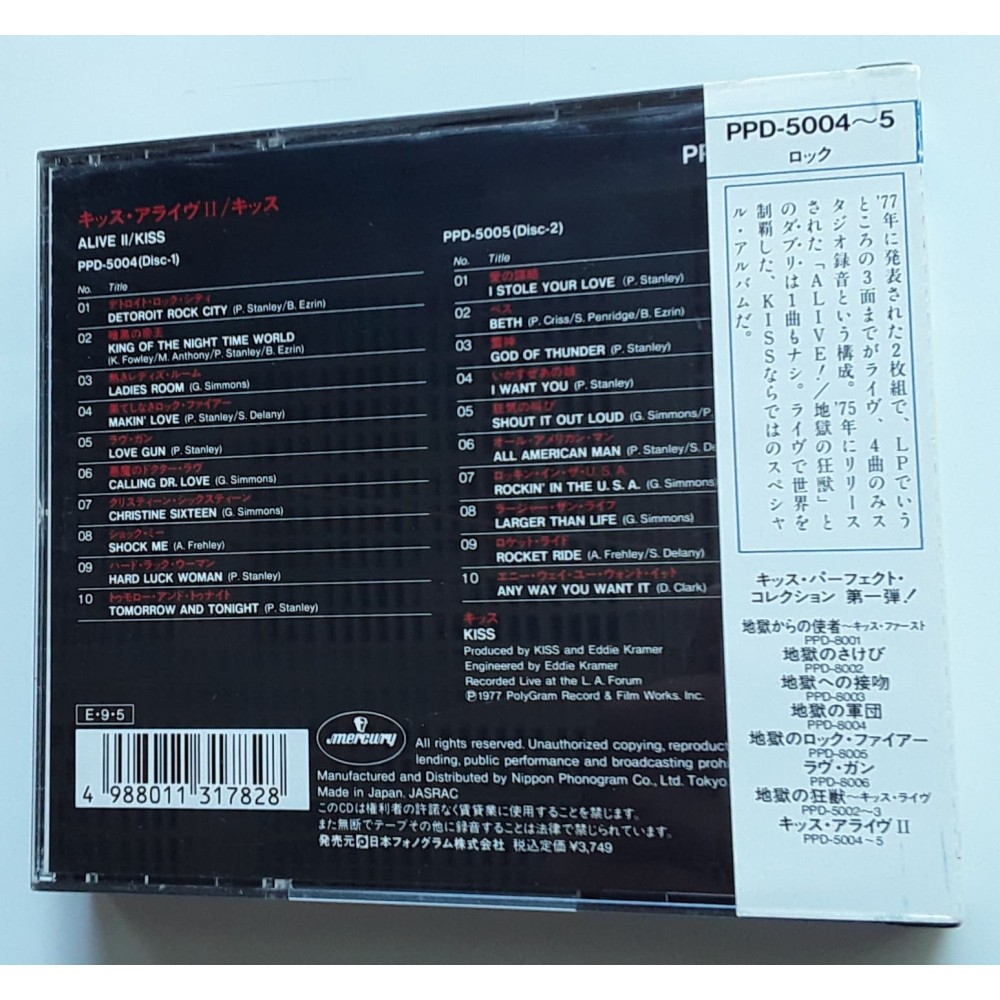 キッス・アライヴII/キッス
ALIVE II/KISS
PPD-5004(Disc-1)
No. Title
01 デトロイト・ロック・シティ
DETOROIT ROCK CITY (P. Stanley/B. Ezrin)
02 暗黒の帝王
KING OF THE NIGHT TIME WORLD
(K. Fowley/M. Anthony/P. Stanley/B. Ezrin)
03 熱きレディズ・ルーム
LADIES ROOM (G. Simmons)
04 果てしなきロック・ファイアー
MAKIN' LOVE (P. Stanley/S. Delany)
05 ラヴ・ガン
LOVE GUN (P. Stanley)
06 悪魔のドクター・ラヴ
CALLING DR. LOVE (G. Simmons)
07 クリスティーン・シックスティーン
CHRISTINE SIXTEEN (G. Simmons)
08 ショック・ミー
SHOCK ME (A. Frehley)
09 ハード・ラック・ウーマン
HARD LUCK WOMAN (P. Stanley)
10 トゥモロー・アンド・トゥナイト
TOMORROW AND TONIGHT (P. Stanley)
PPD-5005(Disc-2)
No. Title
01 愛の謀略
I STOLE YOUR LOVE (P. Stanley)
02 ベス
BETH (P. Criss/S. Penridge/B. Ezrin)
03 雷神
GOD OF THUNDER (P. Stanley)
04 いかすぜあの娘
I WANT YOU (P. Stanley)
05 狂気の叫び
SHOUT IT OUT LOUD (G. Simmons/P.
06 オール・アメリカン・マン
ALL AMERICAN MAN (P. Stanley/S. D
07 ロッキン・イン・ザ・U.S.A.
ROCKIN' IN THE U. S. A. (G. Simmons
08 ラージャー・ザン・ライフ
LARGER THAN LIFE (G. Simmons)
09 ロケット・ライド
ROCKET RIDE (A. Frehley/S. Delany)
10 エニー・ウェイ・ユー・ウォント・イット
ANY WAY YOU WANT IT (D. Clark)
キッス
KISS
Produced by KISS and Eddie Kramer
Engineered by Eddie Kramer
Recorded Live at the L. A. Forum
Ⓟ1977 PolyGram Record & Film Works. Inc.
E・9・5
4 988011 317828
mercury
All rights reserved. Unauthorized copying, reproduct
lending, public performance and broadcasting proh
Manufactured and Distributed by Nippon Phonogram Co., Ltd. Tokyo
Made in Japan. JASRAC
このCDは権利者の許諾なく賃貸業に使用することを禁じます。
また無断でテープその他に録音することは法律で禁じられています。
発売元 日本フォノグラム株式会社 税込定価¥3,749
PP
PPD-5004〜5
ロック
'77年に発表された2枚組で、LPでいう
ところの3面までがライヴ、4曲のみス
タジオ録音という構成。'75年にリリース
された「ALIVE!/地獄の狂獣」と
のダブリは1曲もナシ。ライヴで世界を
制覇した、KISSならではのスペシャ
ル・アルバムだ。
キッス・パーフェクト・
コレクション 第一弾!
地獄からの使者〜キッス・ファースト
PPD-8001
地獄のさけび
PPD-8002
地獄への接吻
PPD-8003
地獄の軍団
PPD-8004
地獄のロック・ファイアー
PPD-8005
ラヴ・ガン
PPD-8006
地獄の狂獣〜キッス・ライヴ
PPD-5002〜3
キッス・アライヴII
PPD-5004〜5